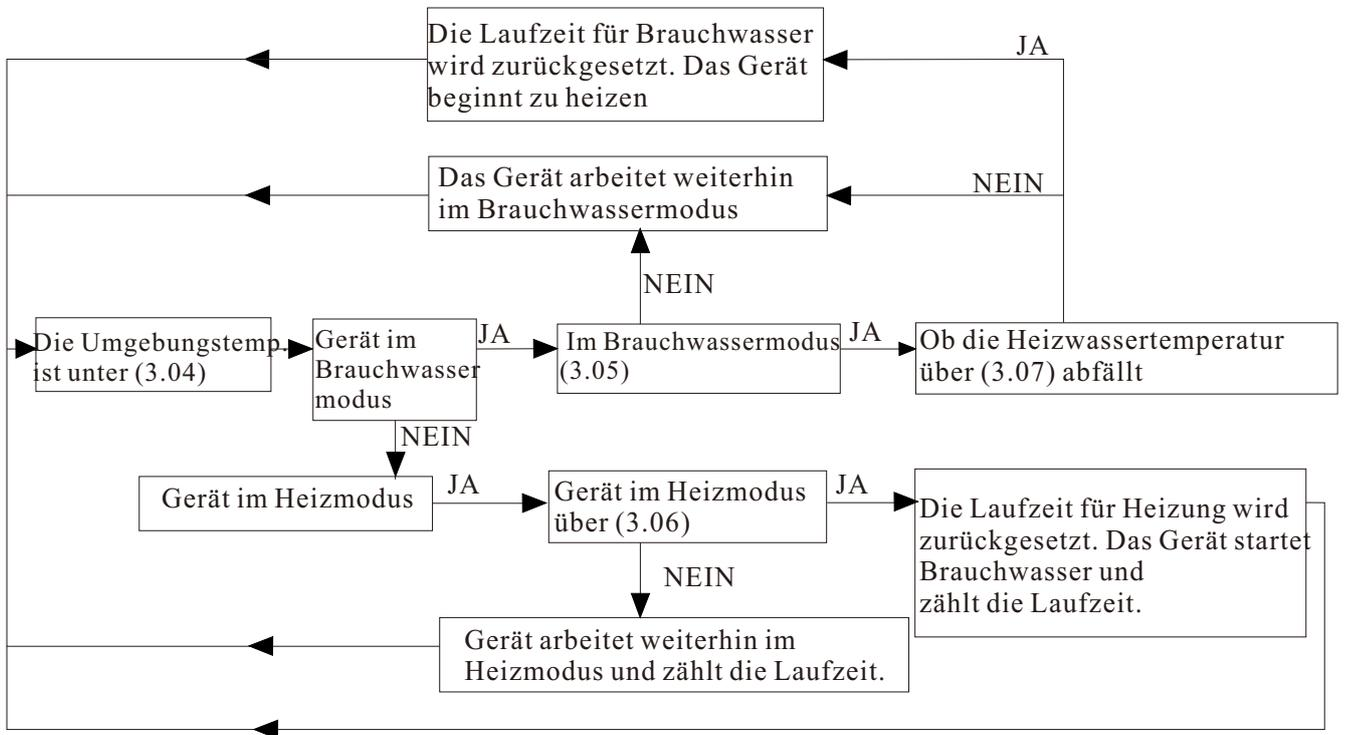 Die Laufzeit für Brauchwasser
wird zurückgesetzt. Das Gerät
beginnt zu heizen
JA
Das Gerät arbeitet weiterhin
im Brauchwassermodus
NEIN
NEIN
Die Umgebungstemp.
ist unter (3.04)
Gerät im
Brauchwasser
modus
JA
Im Brauchwassermodus
(3.05)
JA
Ob die Heizwassertemperatur
über (3.07) abfällt
NEIN
Gerät im Heizmodus
JA
Gerät im Heizmodus
über (3.06)
JA
Die Laufzeit für Heizung wird
zurückgesetzt. Das Gerät startet
Brauchwasser und
zählt die Laufzeit.
NEIN
Gerät arbeitet weiterhin im
Heizmodus und zählt die Laufzeit.